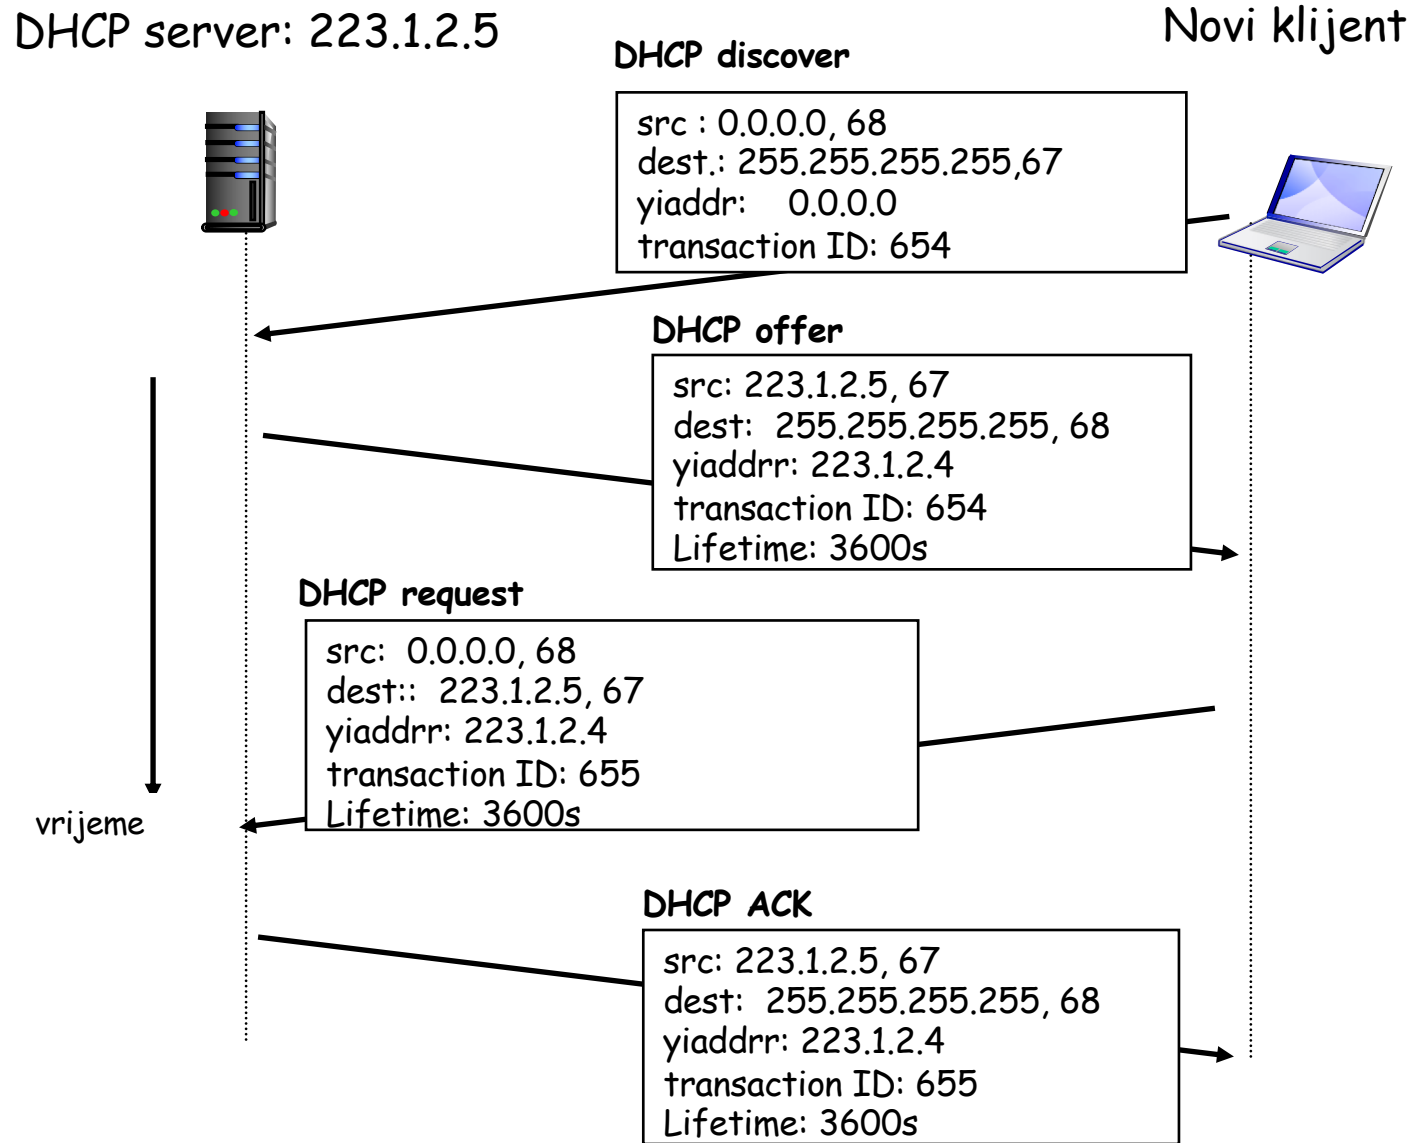 DHCP server: 223.1.2.5
Novi klijent
DHCP discover
src : 0.0.0.0, 68
dest.: 255.255.255.255,67
yiaddr: 0.0.0.0
transaction ID: 654
DHCP offer
src: 223.1.2.5, 67
dest: 255.255.255.255, 68
yiaddrr: 223.1.2.4
transaction ID: 654
Lifetime: 3600s
DHCP request
src: 0.0.0.0, 68
dest:: 223.1.2.5, 67
yiaddrr: 223.1.2.4
transaction ID: 655
Lifetime: 3600s
vrijeme
DHCP ACK
src: 223.1.2.5, 67
dest: 255.255.255.255, 68
yiaddrr: 223.1.2.4
transaction ID: 655
Lifetime: 3600s